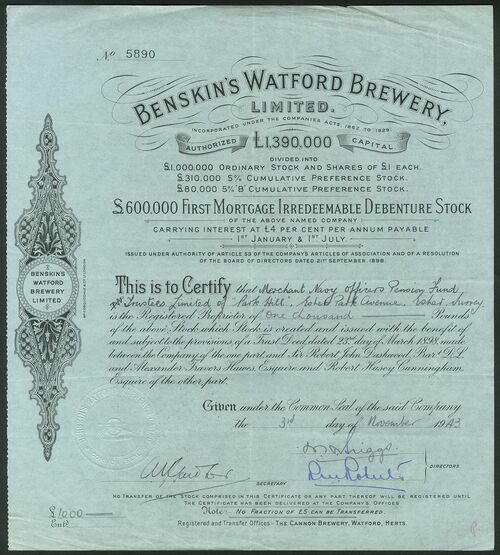 No 5890
BENSKIN'S WATFORD BREWERY,
LIMITED.
INCORPORATED UNDER THE COMPANIES ACTS, 1862 TO 1929.
AUTHORIZED £1,390,000 CAPITAL.
DIVIDED INTO
£1,000,000 ORDINARY STOCK AND SHARES OF £1 EACH.
£310,000 5% CUMULATIVE PREFERENCE STOCK.
£80,000 5% 'B' CUMULATIVE PREFERENCE STOCK.
£600,000 FIRST MORTGAGE IRREDEEMABLE DEBENTURE STOCK
OF THE ABOVE NAMED COMPANY
CARRYING INTEREST AT £4 PER CENT PER ANNUM PAYABLE
1ST JANUARY & 1ST JULY.
ISSUED UNDER AUTHORITY OF ARTICLE 53 OF THE COMPANY'S ARTICLES OF ASSOCIATION AND OF A RESOLUTION
OF THE BOARD OF DIRECTORS DATED 21ST SEPTEMBER, 1898.
BENSKIN'S
WATFORD
BREWERY
LIMITED
This is to Certify that Merchant Navy Officers Pension Fund
Trustees Limited of "Park Hill", Esher Park Avenue, Esher, Surrey
is the Registered Proprietor of One thousand Pounds
of the above Stock which Stock is created and issued with the benefit of
and subject to the provisions of a Trust Deed, dated 23rd day of March 1898, made
between the Company of the one part and Sir Robert John Dashwood, Bart. D.L.
and Alexander Travers Hawes, Esquire and Robert Husey Cunningham,
Esquire of the other part.
Given under the Common Seal of the said Company
the 3rd day of November 1943
DIRECTORS
SECRETARY
£1000
Entd
NO TRANSFER OF THE STOCK COMPRISED IN THIS CERTIFICATE OR ANY PART THEREOF WILL BE REGISTERED UNTIL
THE CERTIFICATE HAS BEEN DELIVERED AT THE COMPANY'S OFFICES
Note:- NO FRACTION OF £5 CAN BE TRANSFERRED.
Registered and Transfer Offices - THE CANNON BREWERY, WATFORD, HERTS.